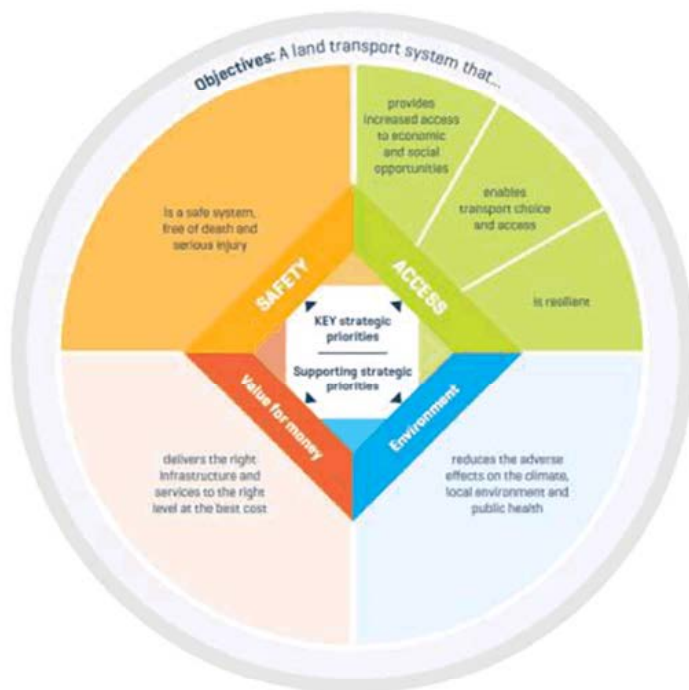 Objectives: A land transport system that...
provides
increased access
to economic
and social
opportunities
enables
transport choice
and access
is resilient
is a safe system,
free of death and
serious injury
SAFETY
ACCESS
KEY strategic
priorities
Supporting strategic
priorities
Value for money
Environment
delivers the right
infrastructure and
services to the right
level at the best cost
reduces the adverse
effects on the climate,
local environment and
public health